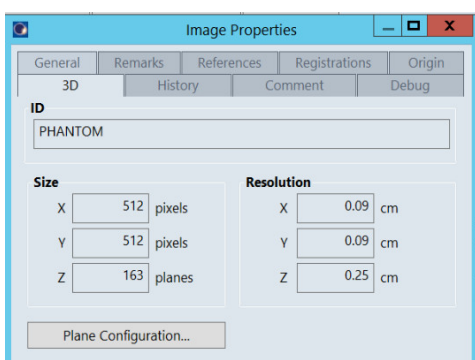 Image Properties
General Remarks References Registrations Origin
3D History Comment Debug
ID
PHANTOM
Size Resolution
X 512 pixels X 0.09 cm
Y 512 pixels Y 0.09 cm
Z 163 planes Z 0.25 cm
Plane Configuration...